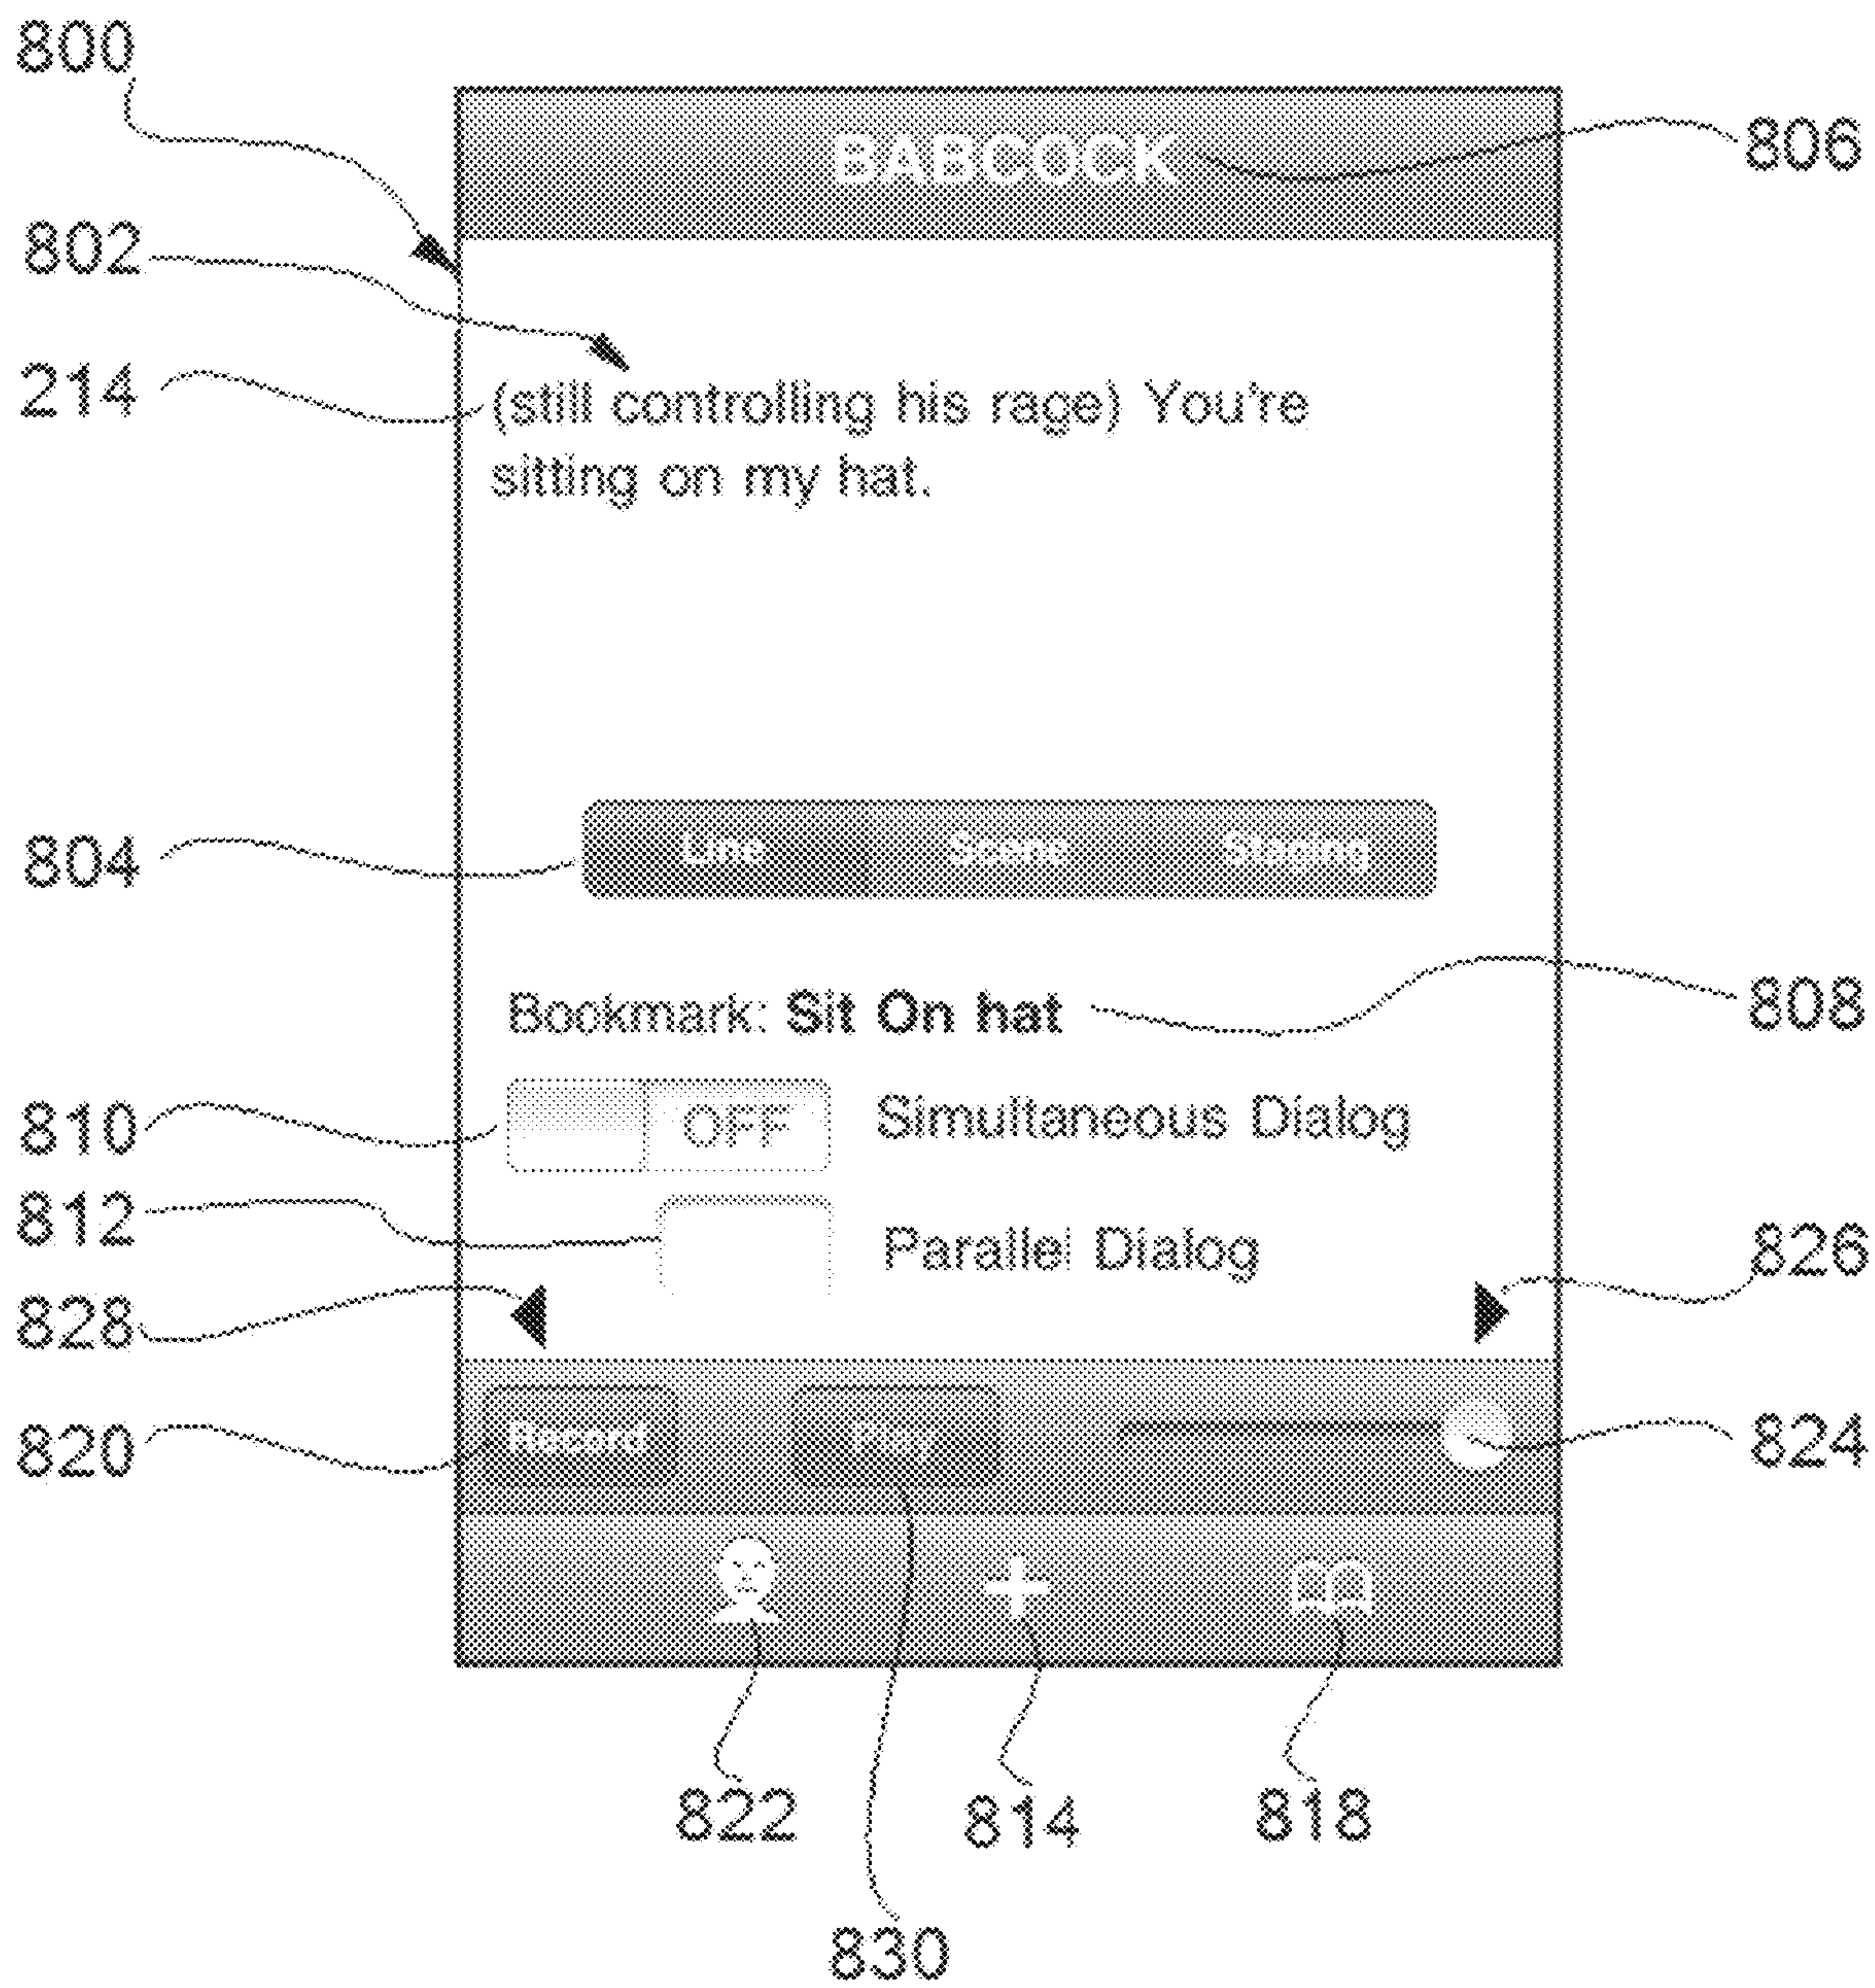 800
BABCOCK
806
802
214
(still controlling his rage) You're
sitting on my hat.
804
Line Scene Staging
Bookmark: Sit On hat
808
810
OFF Simultaneous Dialog
812
Parallel Dialog
826
828
820
Record Play
824
822
814
818
830